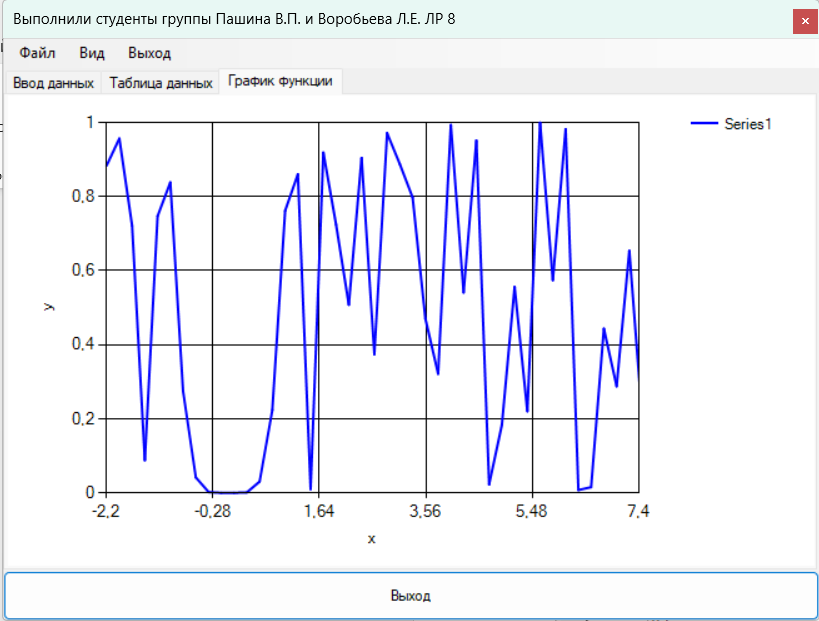 Выполнили студенты группы Пашина В.П. и Воробьева Л.Е. ЛР 8
Файл Вид Выход
Ввод данных Таблица данных График функции
Series1
1
0,8
0,6
y
0,4
0,2
0
-2,2 -0,28 1,64 3,56 5,48 7,4
x
Выход